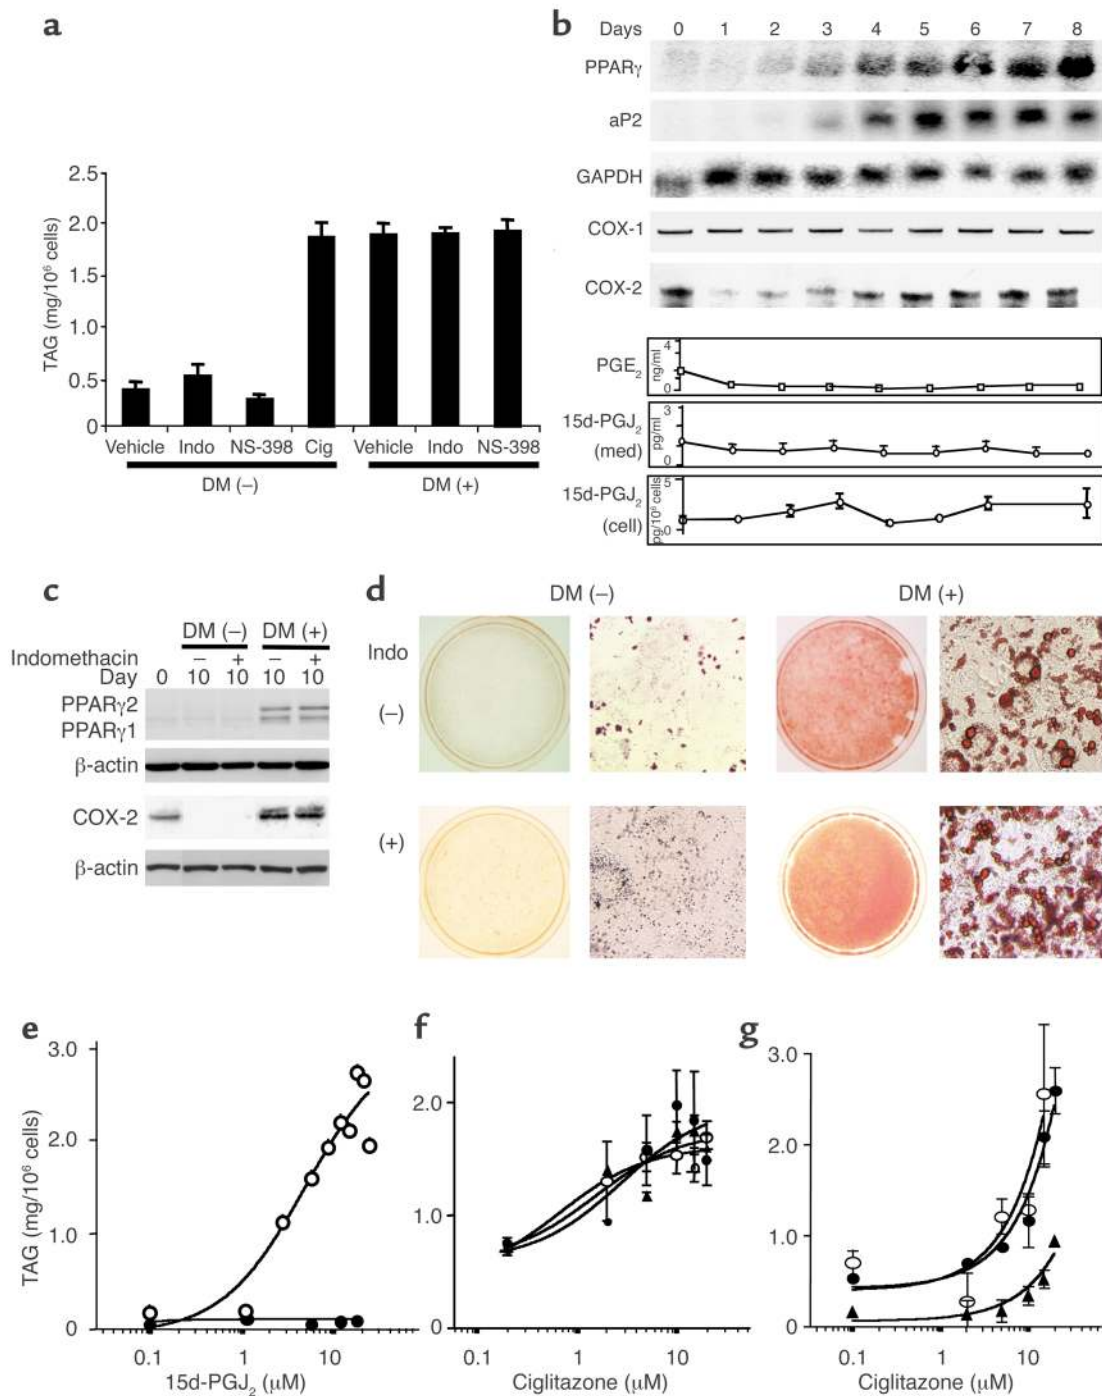 a
2.5
2.0
1.5
1.0
0.5
0
TAG (mg/10⁶ cells)
Vehicle Indo NS-398 Cig Vehicle Indo NS-398
DM (–) DM (+)
b
Days 0 1 2 3 4 5 6 7 8
PPARγ
aP2
GAPDH
COX-1
COX-2
PGE₂
ng/ml
4
0
15d-PGJ₂
(med)
pg/ml
3
0
15d-PGJ₂
(cell)
pg/10⁶ cells
5
0
c
DM (–) DM (+)
Indomethacin – + – +
Day 0 10 10 10 10
PPARγ2
PPARγ1
β-actin
COX-2
β-actin
d
DM (–) DM (+)
Indo
(–)
(+)
e
3.0
2.0
1.0
0
TAG (mg/10⁶ cells)
0.1 1 10
15d-PGJ₂ (μM)
f
2.0
1.0
0.1 1 10
Ciglitazone (μM)
g
3.0
2.0
1.0
0
0.1 1 10
Ciglitazone (μM)